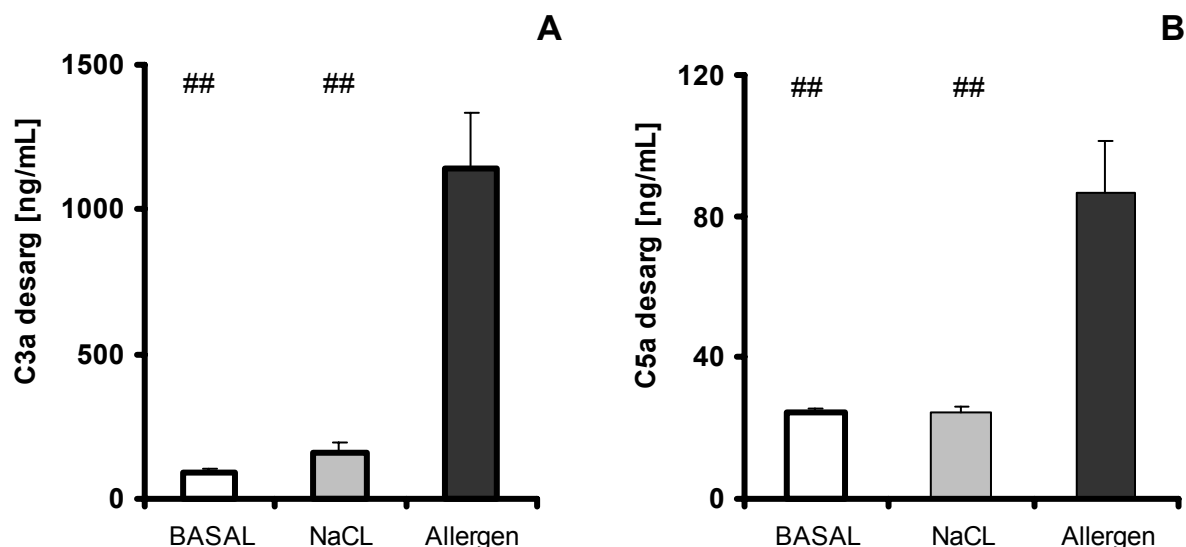 A
C3a desarg [ng/mL]
1500
1000
500
0
## ##
BASAL NaCL Allergen
B
C5a desarg [ng/mL]
120
80
40
0
## ##
BASAL NaCL Allergen